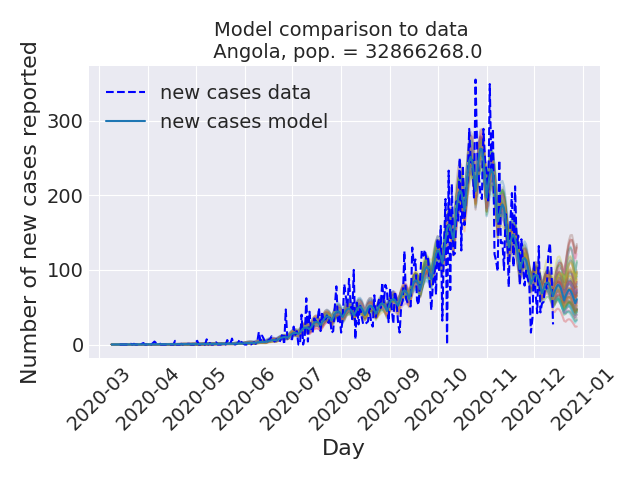 Model comparison to data
Angola, pop. = 32866268.0
Number of new cases reported
new cases data
new cases model
300
200
100
0
2020-03
2020-04
2020-05
2020-06
2020-07
2020-08
2020-09
2020-10
2020-11
2020-12
2021-01
Day